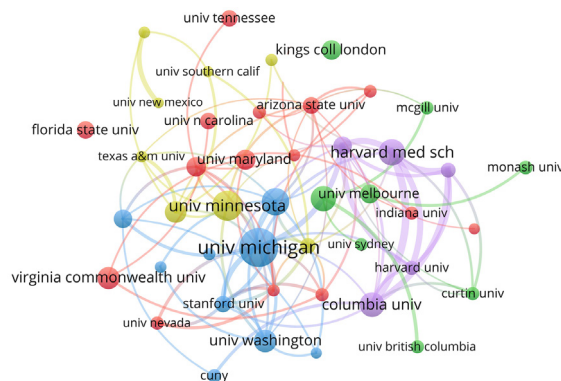 univ tennessee
kings coll london
univ southern calif
univ new mexico
arizona state univ
mcgill univ
univ n carolina
florida state univ
texas a&m univ
univ maryland
harvard med sch
monash univ
univ melbourne
univ minnesota
indiana univ
univ michigan
univ sydney
harvard univ
virginia commonwealth univ
stanford univ
columbia univ
curtin univ
univ nevada
univ washington
univ british columbia
cuny